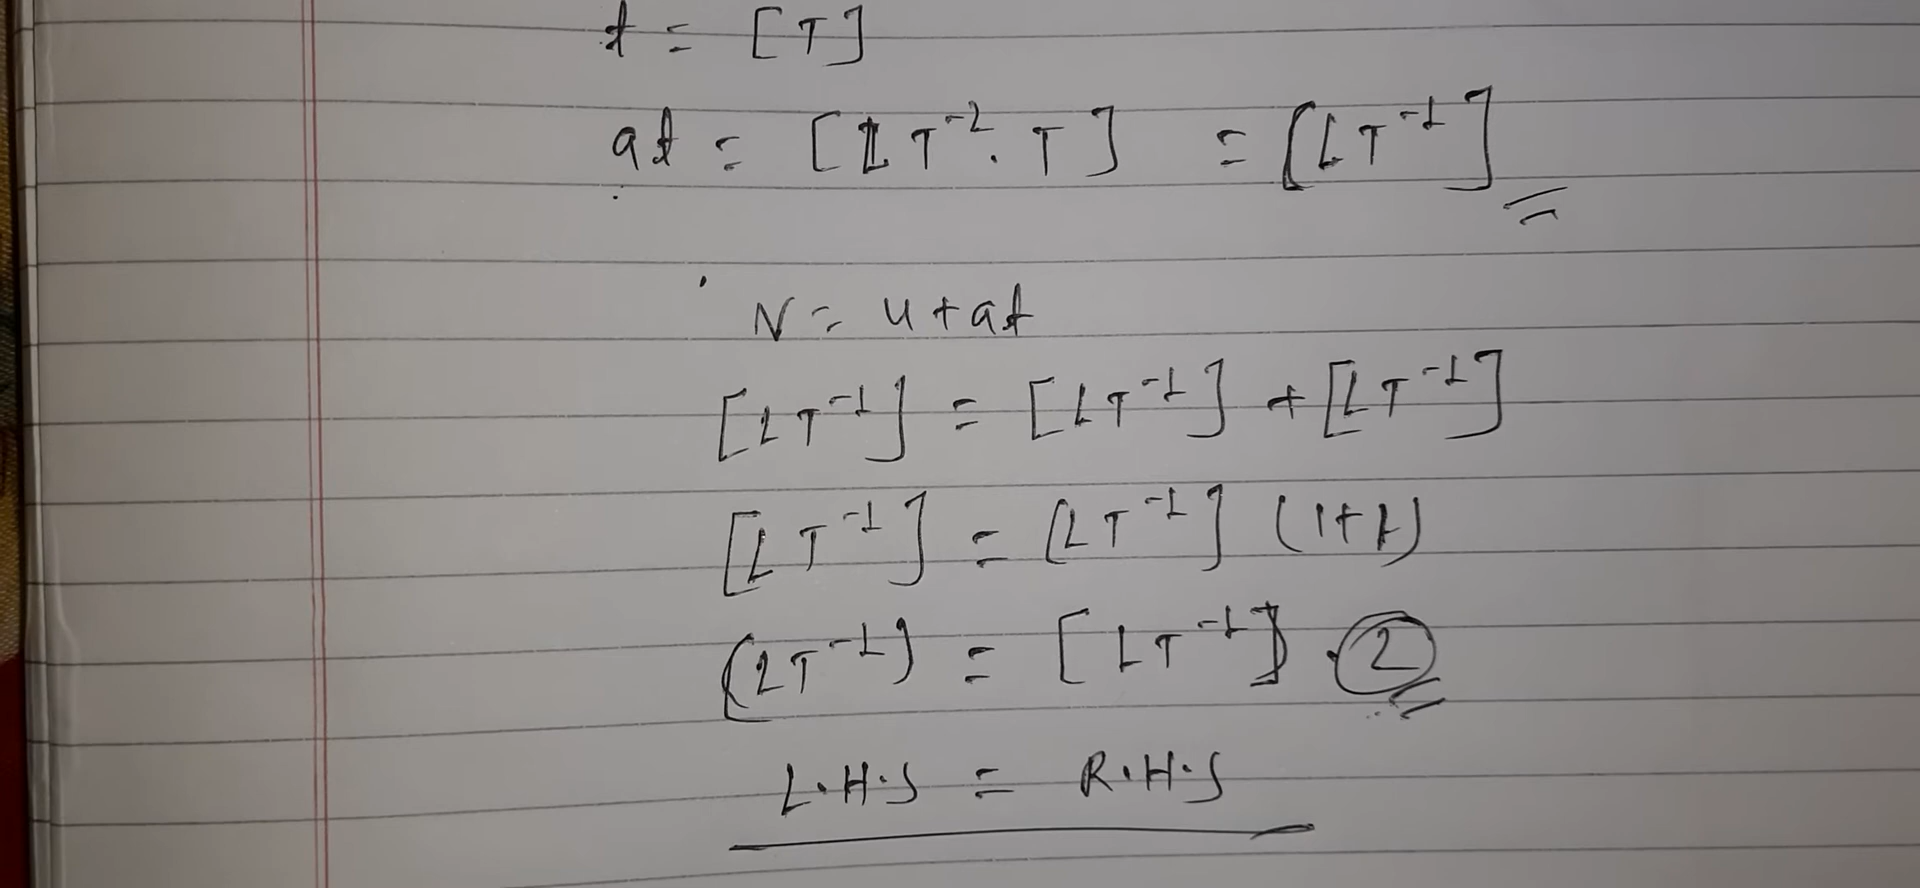 t = [T]
at = [LT⁻².T] = [LT⁻¹]
V = u+at
[LT⁻¹] = [LT⁻¹] + [LT⁻¹]
[LT⁻¹] = [LT⁻¹] (1+1)
(LT⁻¹) = [LT⁻¹] .2
L.H.S = R.H.S